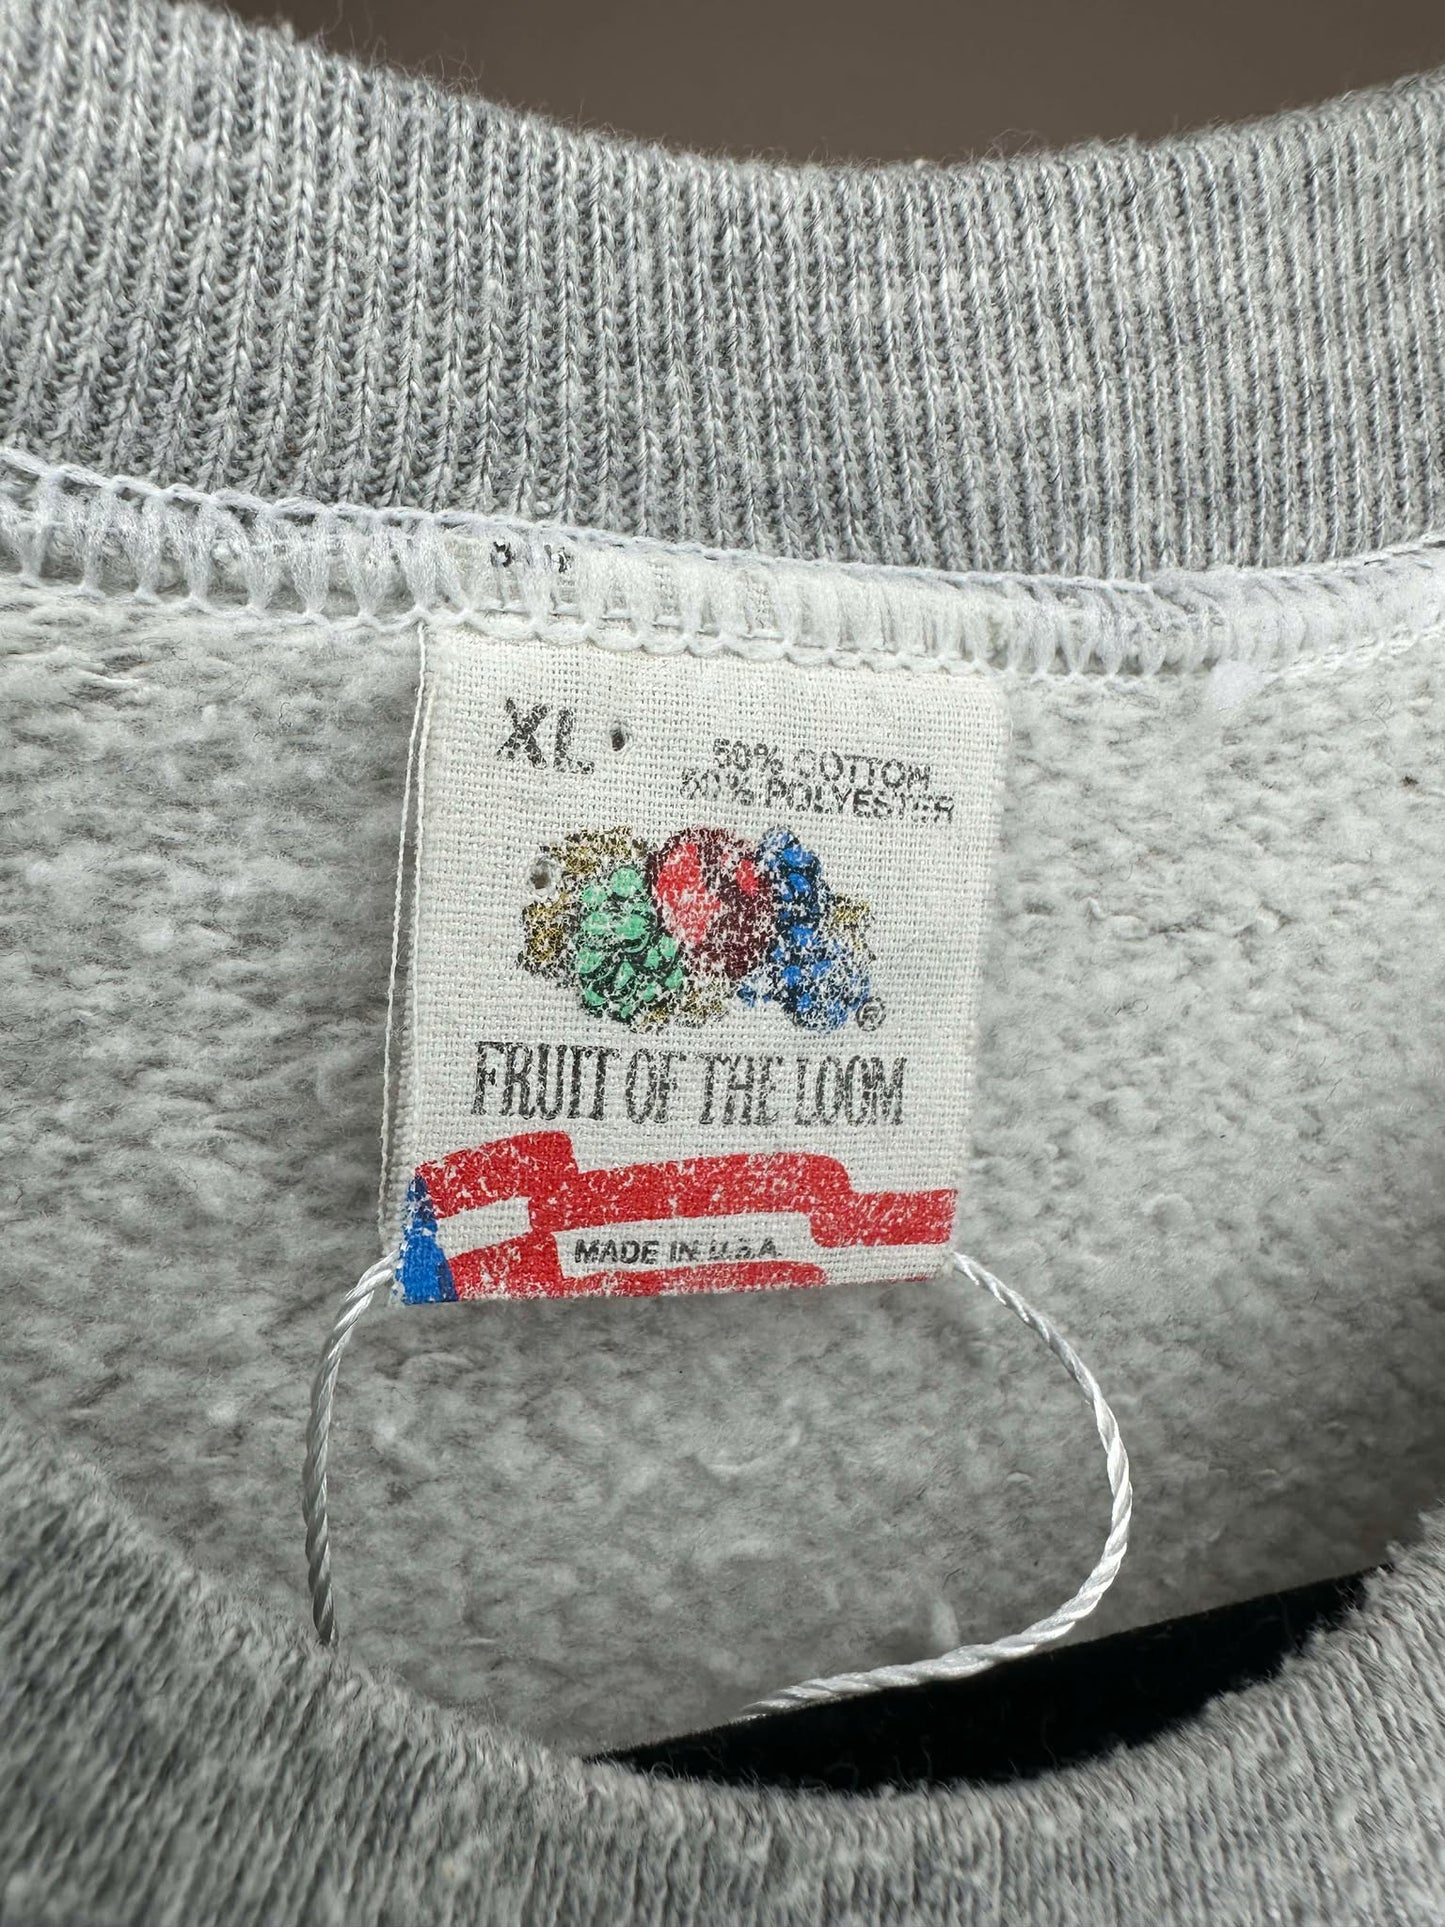 XL
50% COTTON
50% POLYESTER
®
FRUIT OF THE LOOM
MADE IN U.S.A.